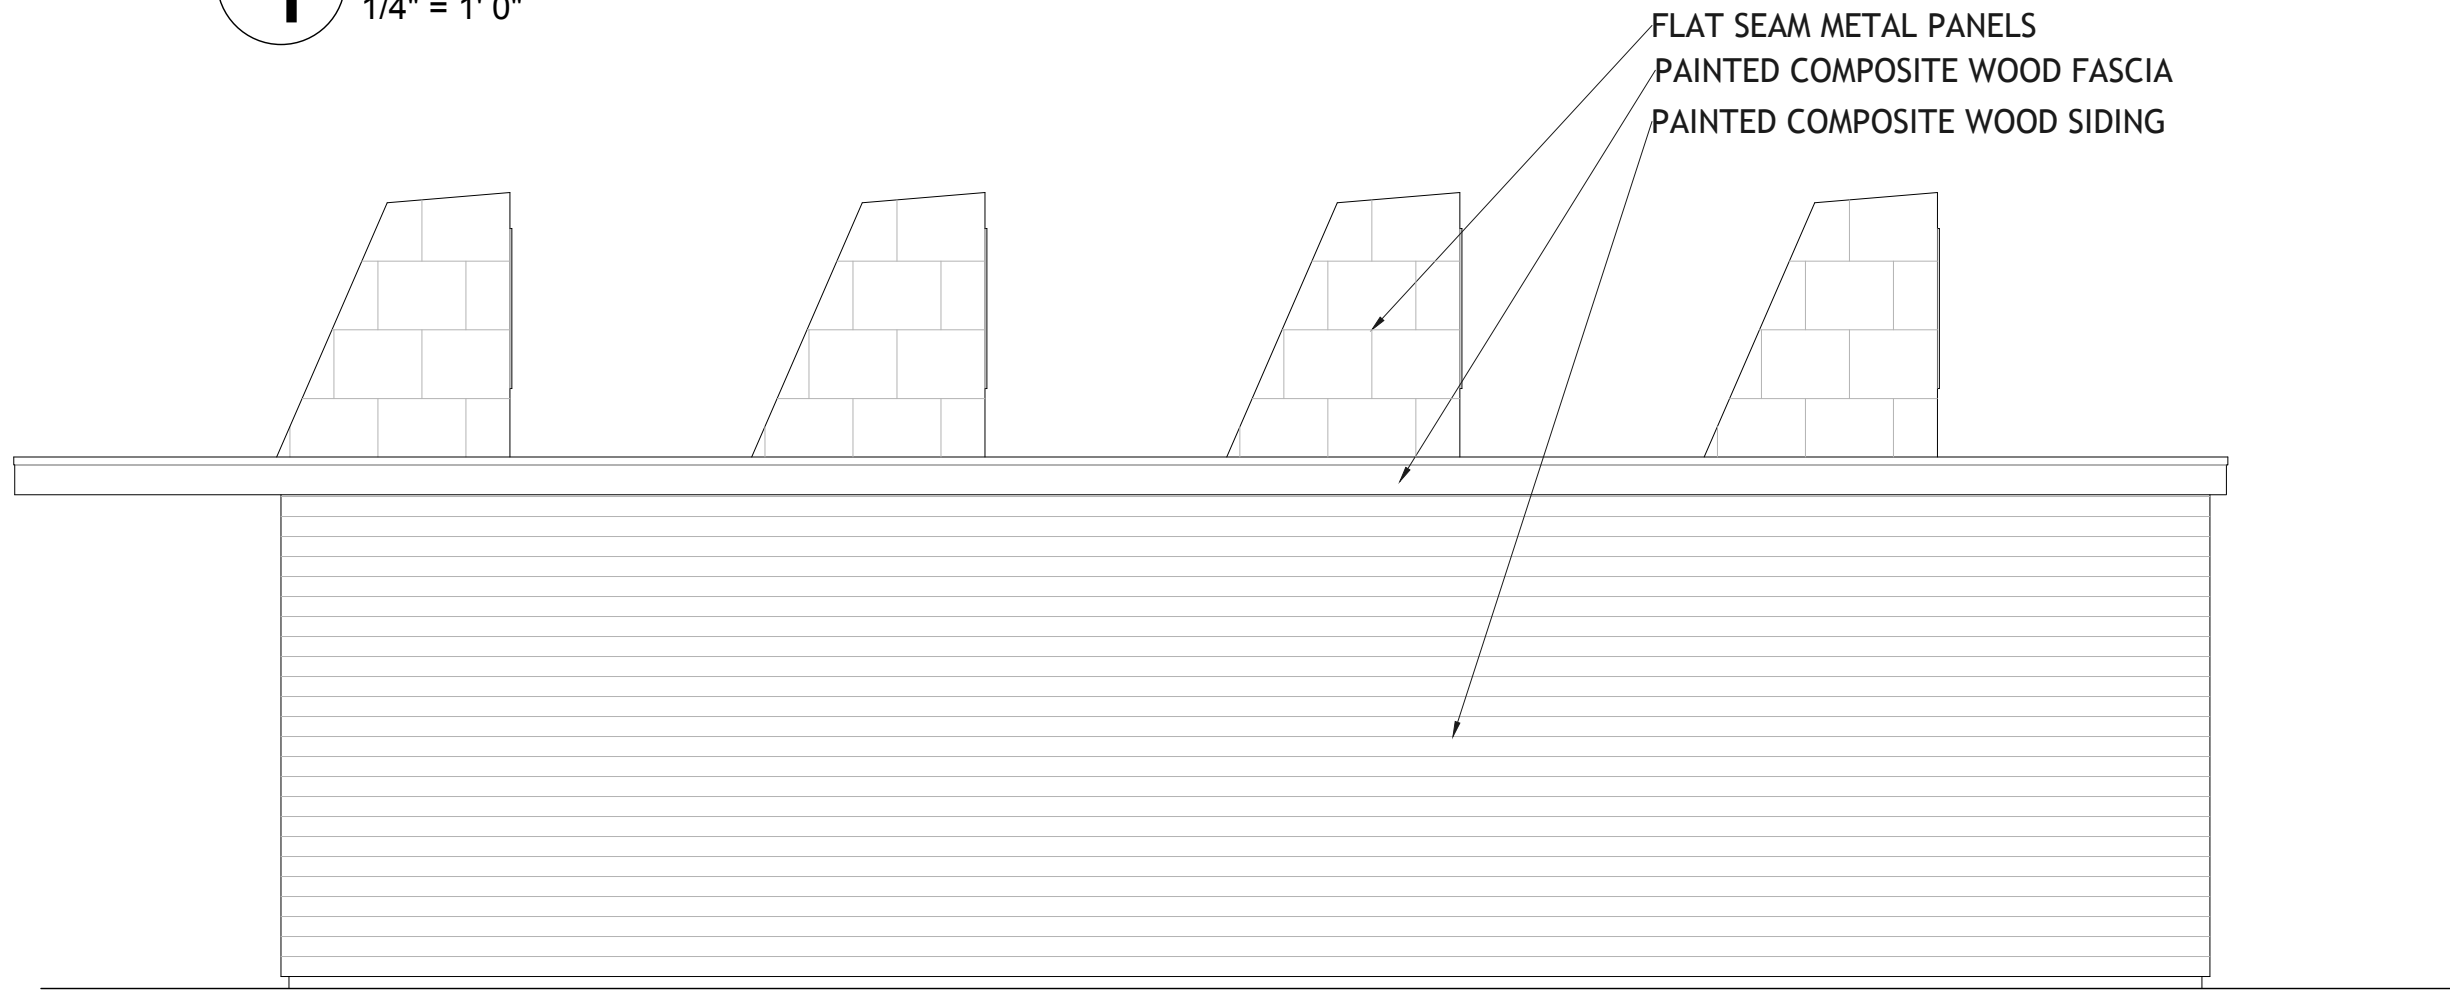 1/4" = 1' 0"
FLAT SEAM METAL PANELS
PAINTED COMPOSITE WOOD FASCIA
PAINTED COMPOSITE WOOD SIDING